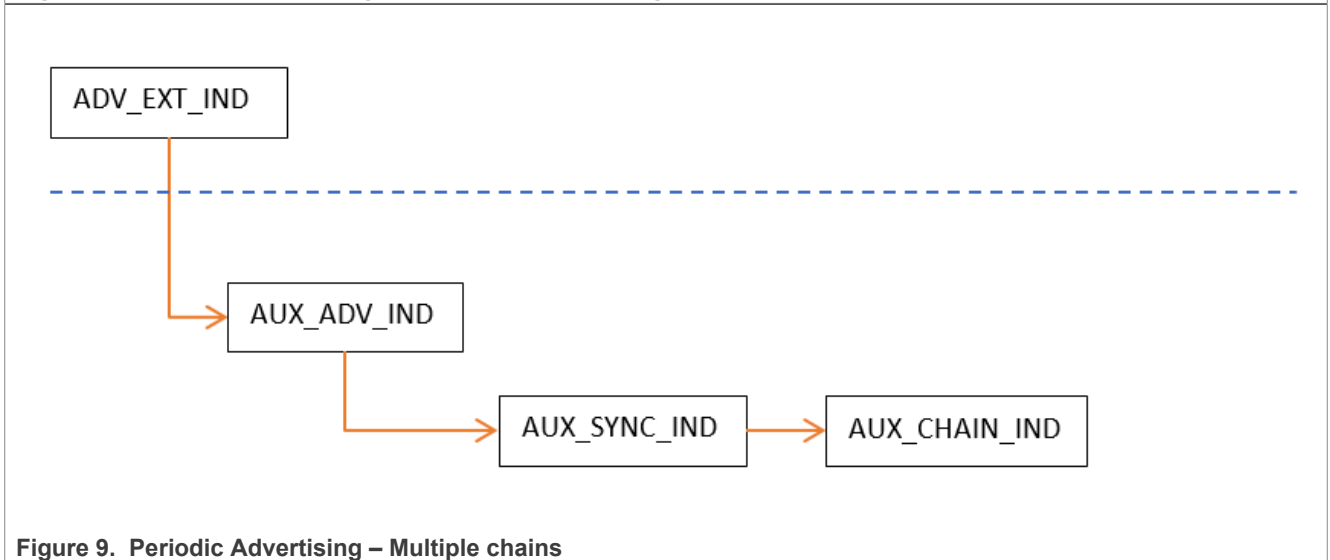 ADV_EXT_IND
AUX_ADV_IND
AUX_SYNC_IND
AUX_CHAIN_IND
Figure 9. Periodic Advertising – Multiple chains